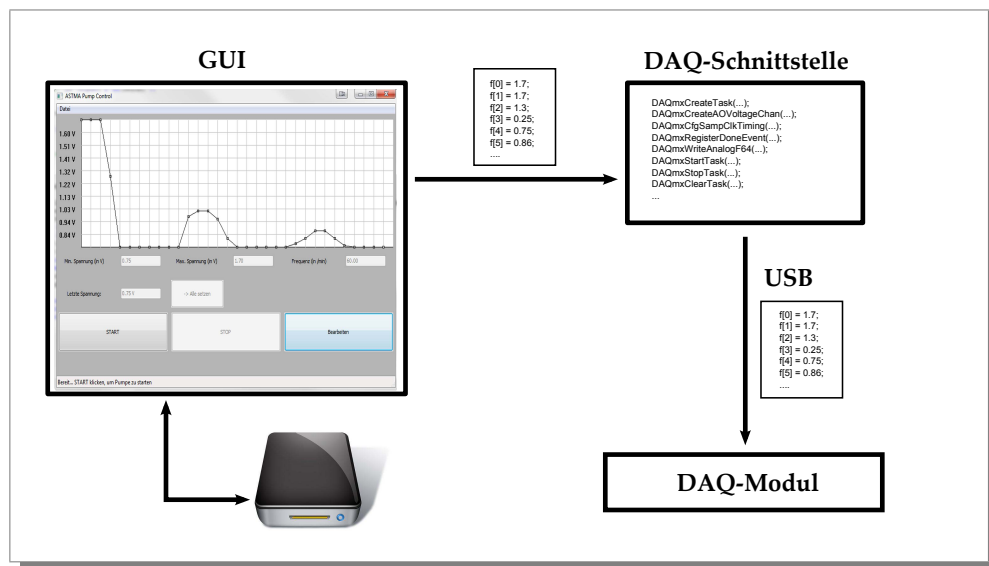 GUI
ASTMA Pump Control
Datei
1.60 V
1.51 V
1.41 V
1.32 V
1.22 V
1.13 V
1.03 V
0.94 V
0.84 V
Min. Spannung (in V) 0.75 Max. Spannung (in V) 1.70 Frequenz (in /min) 60.00
Letzte Spannung: 0.75 V -> Alle setzen
START STOP Bearbeiten
Bereit... START klicken, um Pumpe zu starten
f[0] = 1.7;
f[1] = 1.7;
f[2] = 1.3;
f[3] = 0.25;
f[4] = 0.75;
f[5] = 0.86;
....
DAQ-Schnittstelle
DAQmxCreateTask(...);
DAQmxCreateAOVoltageChan(...);
DAQmxCfgSampClkTiming(...);
DAQmxRegisterDoneEvent(...);
DAQmxWriteAnalogF64(...);
DAQmxStartTask(...);
DAQmxStopTask(...);
DAQmxClearTask(...);
...
USB
f[0] = 1.7;
f[1] = 1.7;
f[2] = 1.3;
f[3] = 0.25;
f[4] = 0.75;
f[5] = 0.86;
....
DAQ-Modul